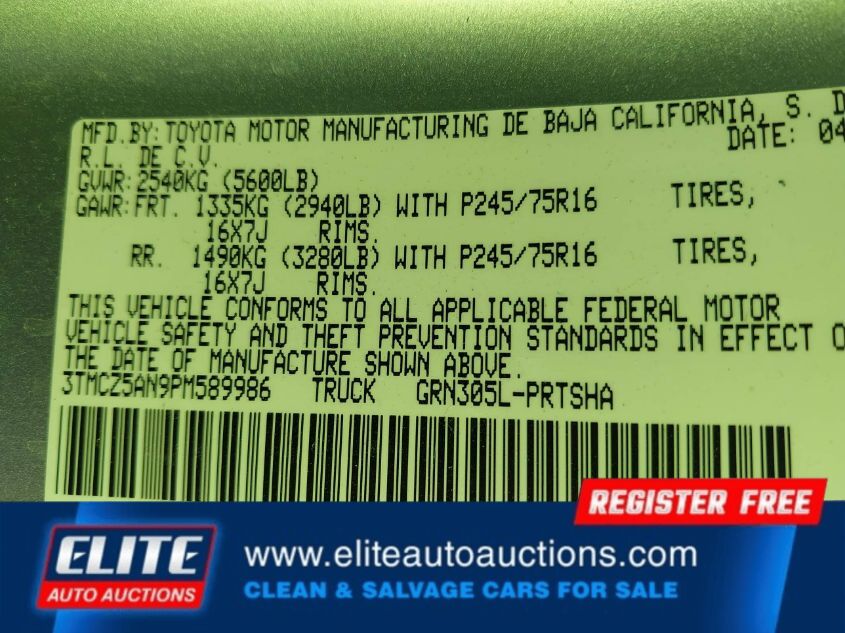 MFD.BY: TOYOTA MOTOR MANUFACTURING DE BAJA CALIFORNIA, S. D
R.L. DE C.V. DATE: 04
GVWR: 2540KG (5600LB)
GAWR: FRT. 1335KG (2940LB) WITH P245/75R16 TIRES,
16X7J RIMS.
RR. 1490KG (3280LB) WITH P245/75R16 TIRES,
16X7J RIMS.
THIS VEHICLE CONFORMS TO ALL APPLICABLE FEDERAL MOTOR
VEHICLE SAFETY AND THEFT PREVENTION STANDARDS IN EFFECT O
THE DATE OF MANUFACTURE SHOWN ABOVE.
3TMCZ5AN9PM589986 TRUCK GRN305L-PRTSHA
REGISTER FREE
ELITE
AUTO AUCTIONS
www.eliteautoauctions.com
CLEAN & SALVAGE CARS FOR SALE